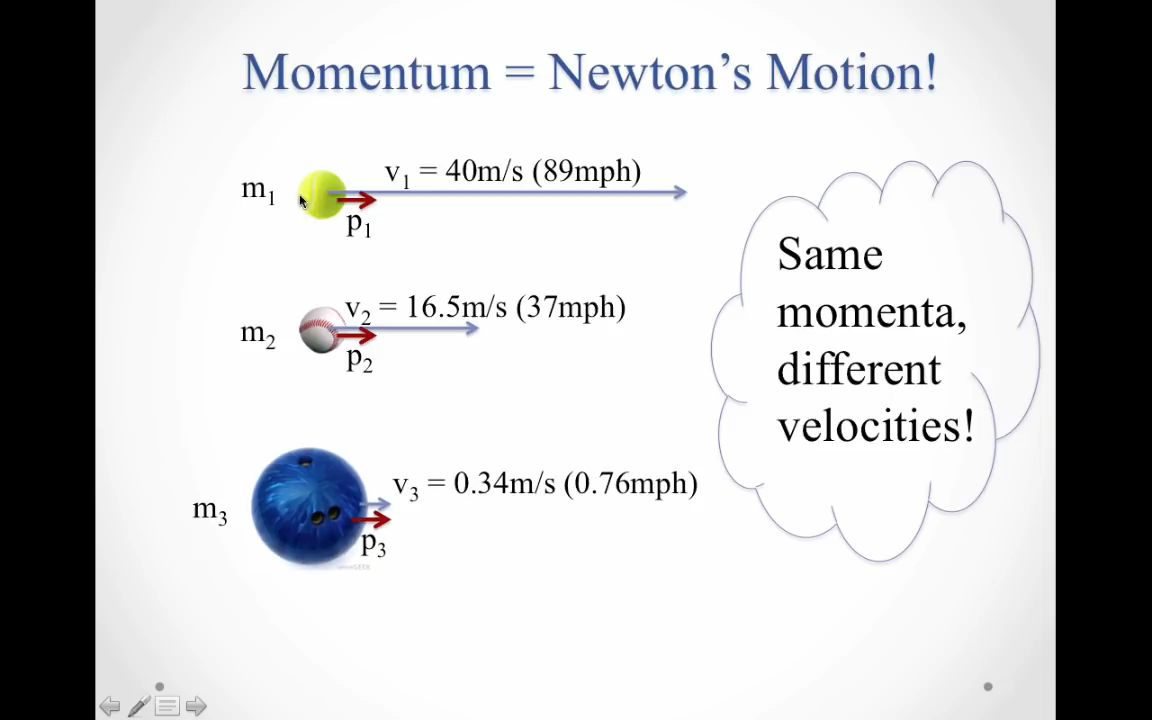 Momentum = Newton's Motion!
v₁ = 40m/s (89mph)
m₁
p₁
v₂ = 16.5m/s (37mph)
m₂
p₂
v₃ = 0.34m/s (0.76mph)
m₃
p₃
Same
momenta,
different
velocities!